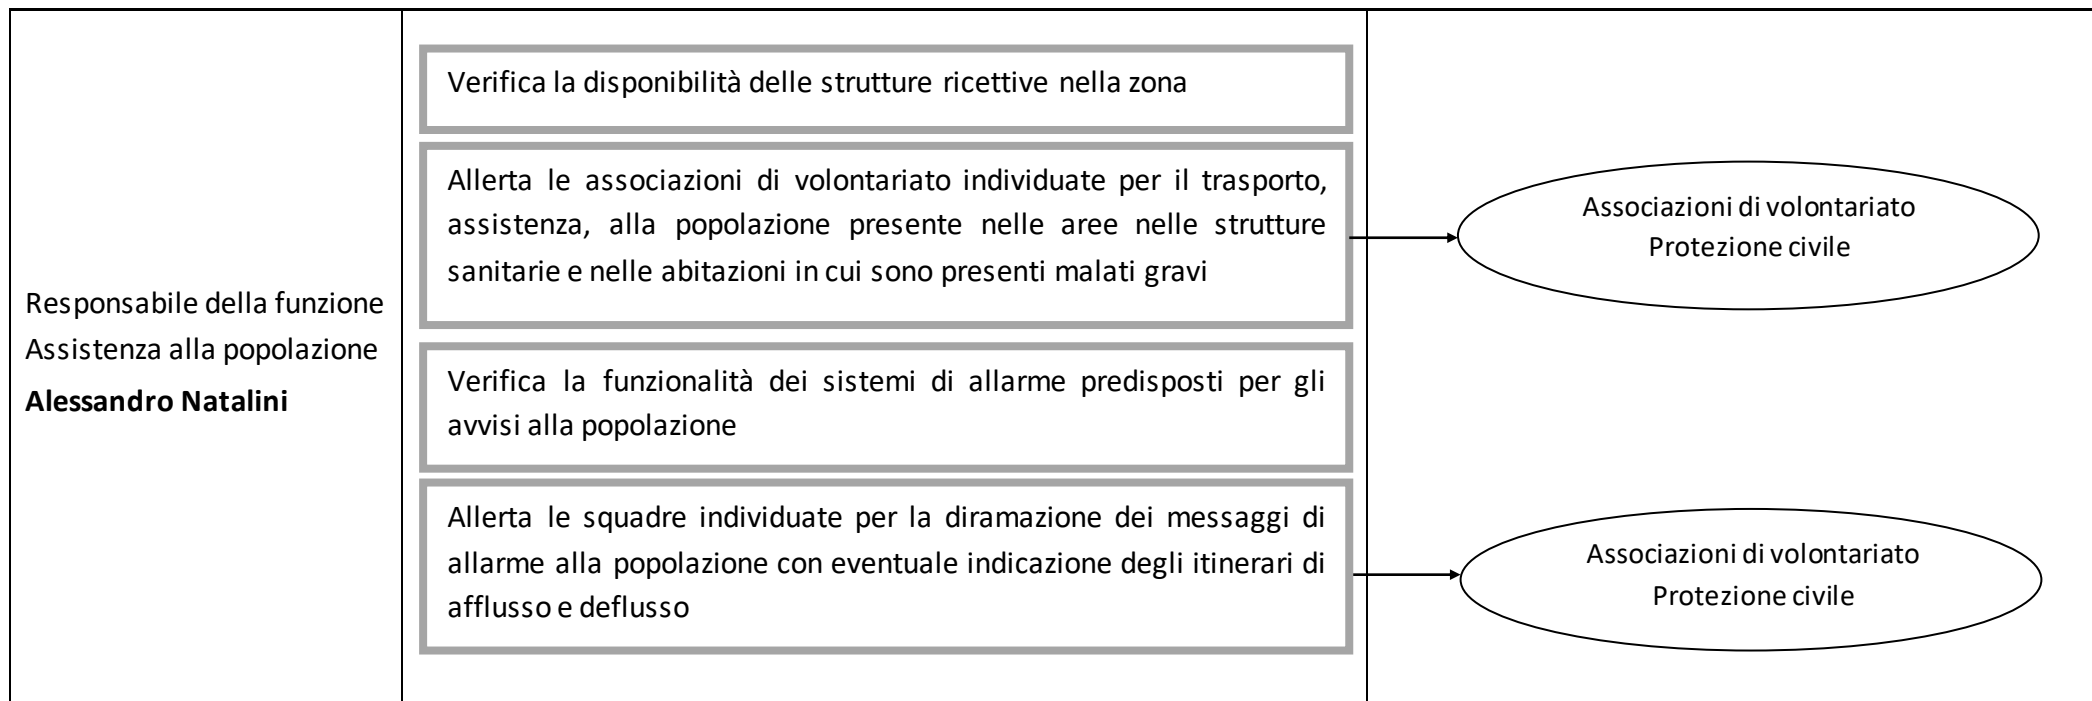 Responsabile della funzione
Assistenza alla popolazione
Alessandro Natalini
Verifica la disponibilità delle strutture ricettive nella zona
Allerta le associazioni di volontariato individuate per il trasporto,
assistenza, alla popolazione presente nelle aree nelle strutture
sanitarie e nelle abitazioni in cui sono presenti malati gravi
Associazioni di volontariato
Protezione civile
Verifica la funzionalità dei sistemi di allarme predisposti per gli
avvisi alla popolazione
Allerta le squadre individuate per la diramazione dei messaggi di
allarme alla popolazione con eventuale indicazione degli itinerari di
afflusso e deflusso
Associazioni di volontariato
Protezione civile